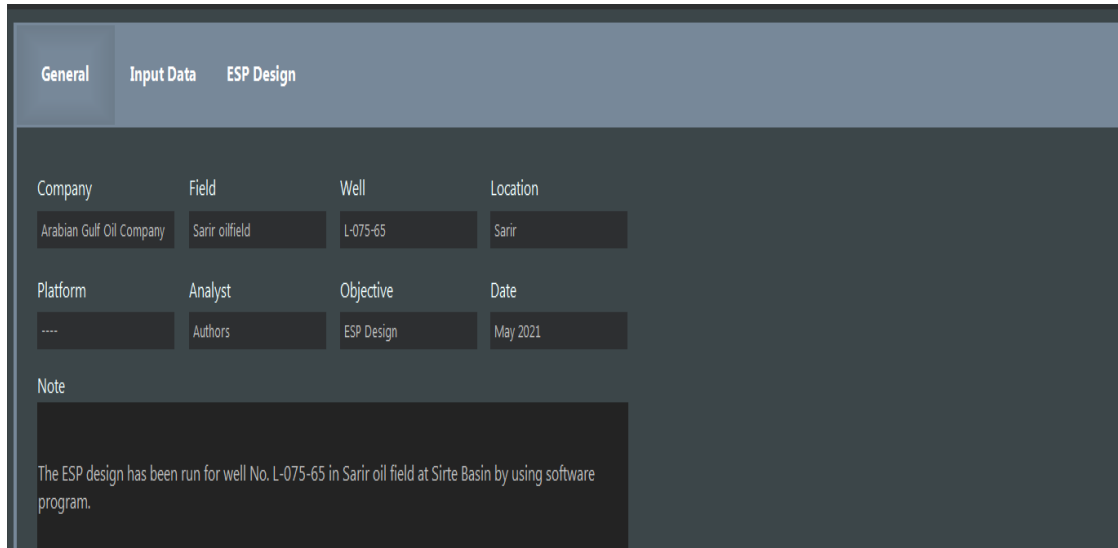 General Input Data ESP Design
Company Field Well Location
Arabian Gulf Oil Company Sarir oilfield L-075-65 Sarir
Platform Analyst Objective Date
---- Authors ESP Design May 2021
Note
The ESP design has been run for well No. L-075-65 in Sarir oil field at Sirte Basin by using software
program.